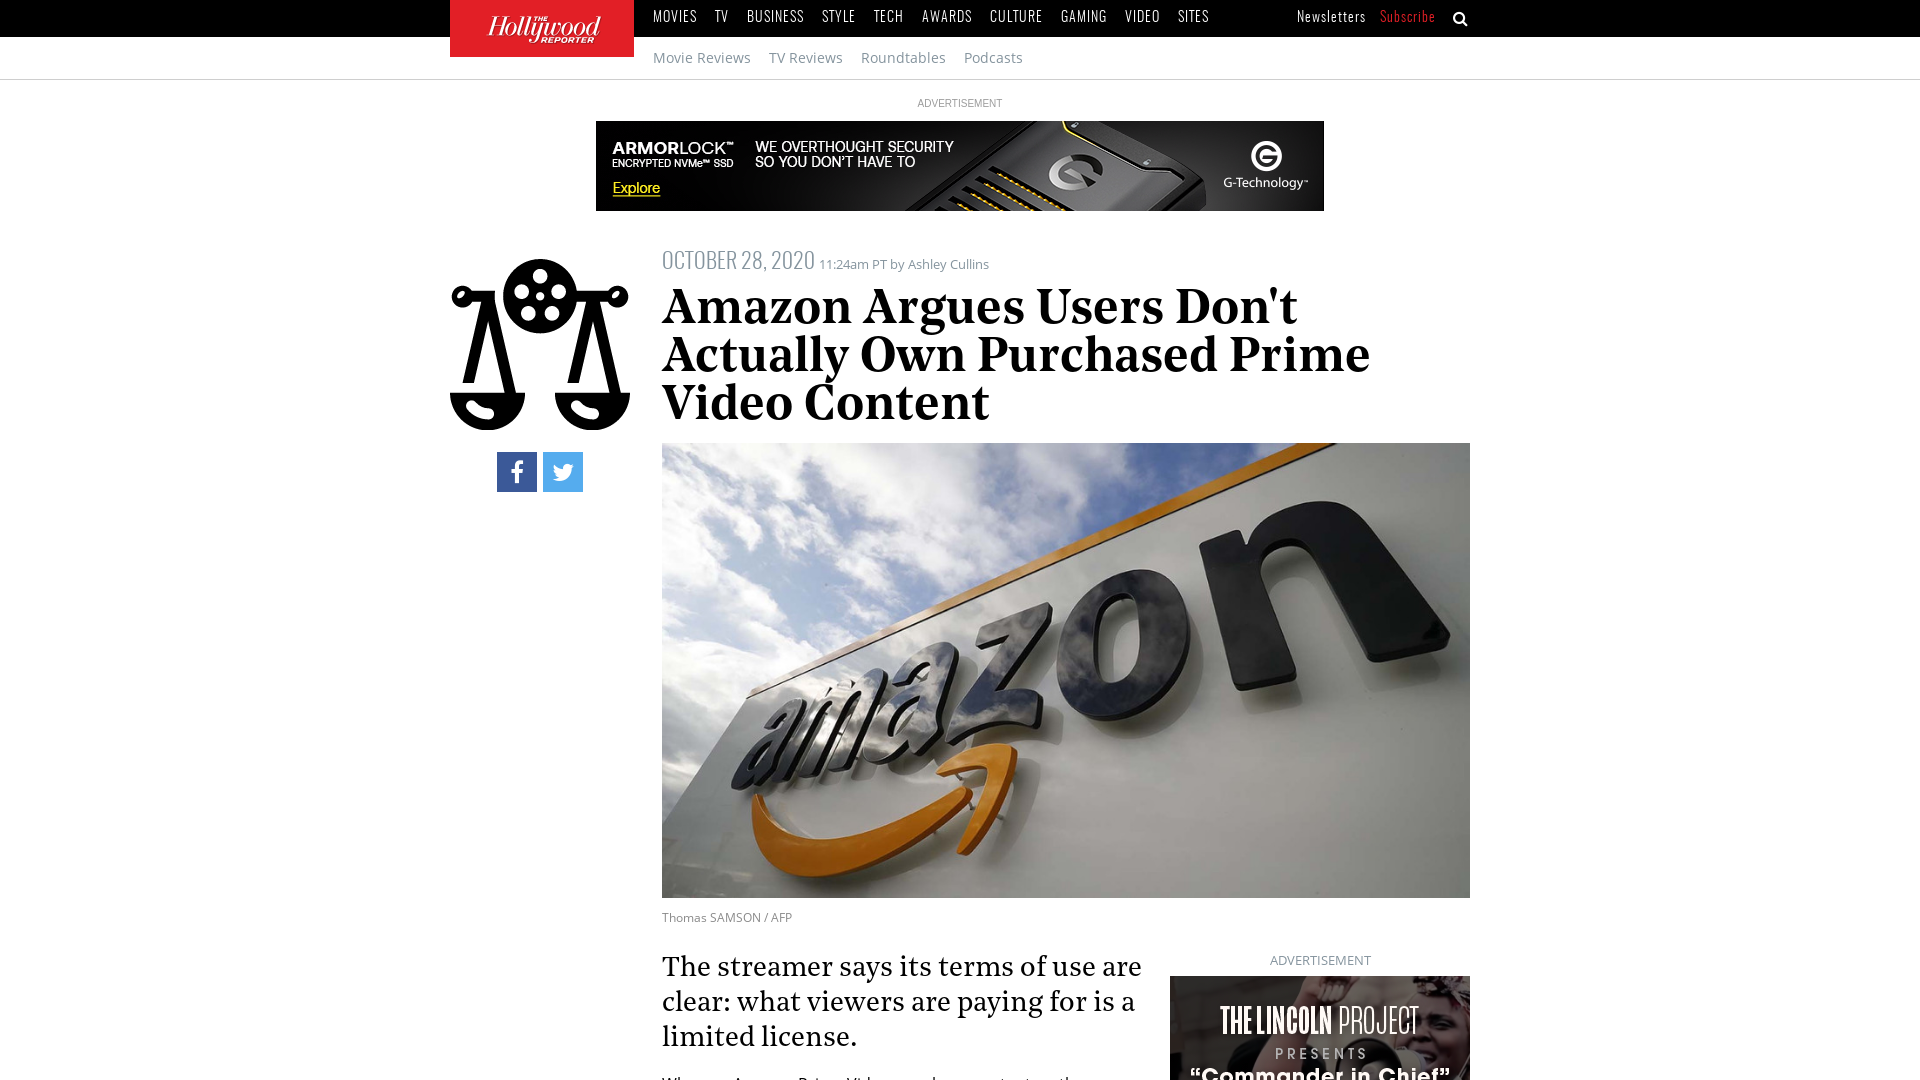 THE
Hollywood
REPORTER
MOVIES TV BUSINESS STYLE TECH AWARDS CULTURE GAMING VIDEO SITES
Newsletters Subscribe
Movie Reviews TV Reviews Roundtables Podcasts
ADVERTISEMENT
ARMORLOCK™
ENCRYPTED NVMe™ SSD
Explore
WE OVERTHOUGHT SECURITY
SO YOU DON'T HAVE TO
G-Technology™
OCTOBER 28, 2020 11:24am PT by Ashley Cullins
Amazon Argues Users Don't
Actually Own Purchased Prime
Video Content
amazon
Thomas SAMSON / AFP
The streamer says its terms of use are
clear: what viewers are paying for is a
limited license.
ADVERTISEMENT
THE LINCOLN PROJECT
PRESENTS
“Commander in Chief”